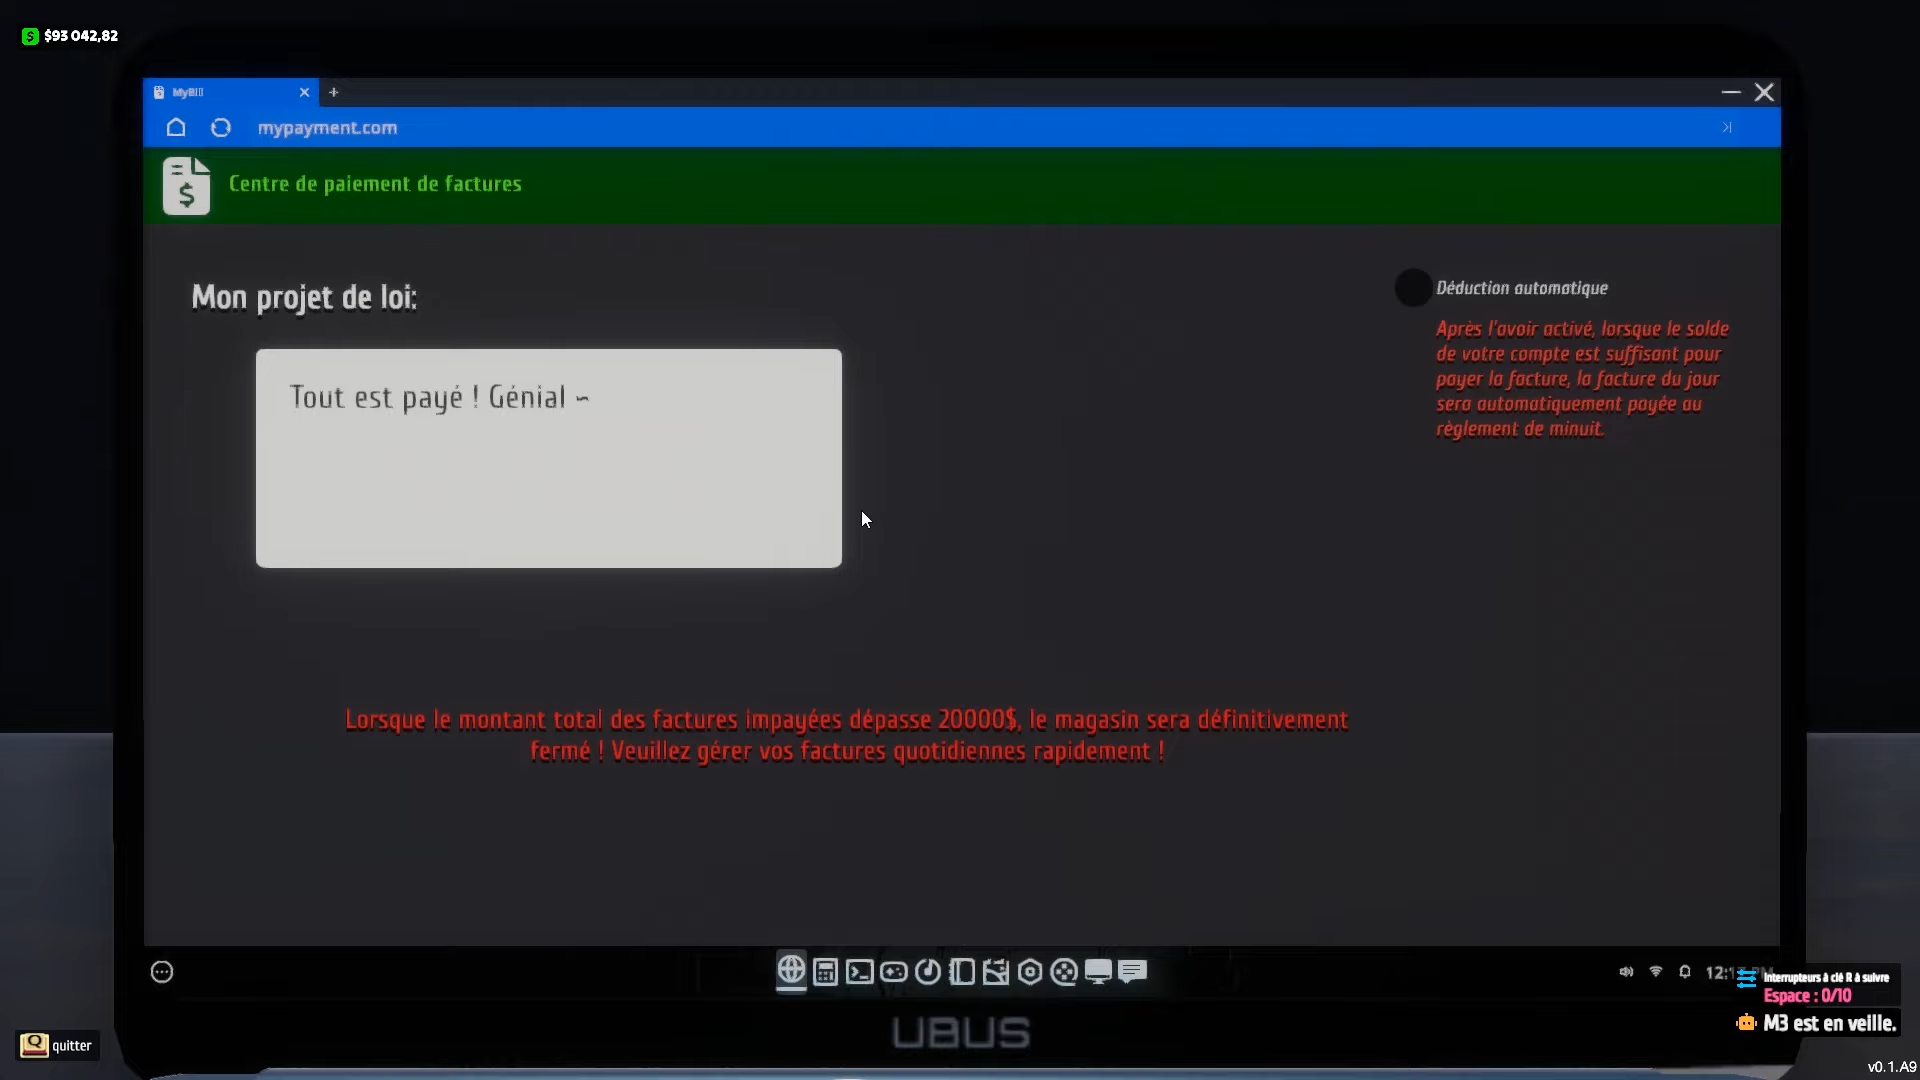 $93 042,82
MyBill
mypayment.com
Centre de paiement de factures
Mon projet de loi:
Tout est payé ! Génial ~
Déduction automatique
Après l'avoir activé, lorsque le solde
de votre compte est suffisant pour
payer la facture, la facture du jour
sera automatiquement payée au
règlement de minuit.
Lorsque le montant total des factures impayées dépasse 20000$, le magasin sera définitivement
fermé ! Veuillez gérer vos factures quotidiennes rapidement !
Interrupteurs à clé R à suivre
Espace : 0/10
M3 est en veille.
UBUS
Q quitter
v0.1.A9